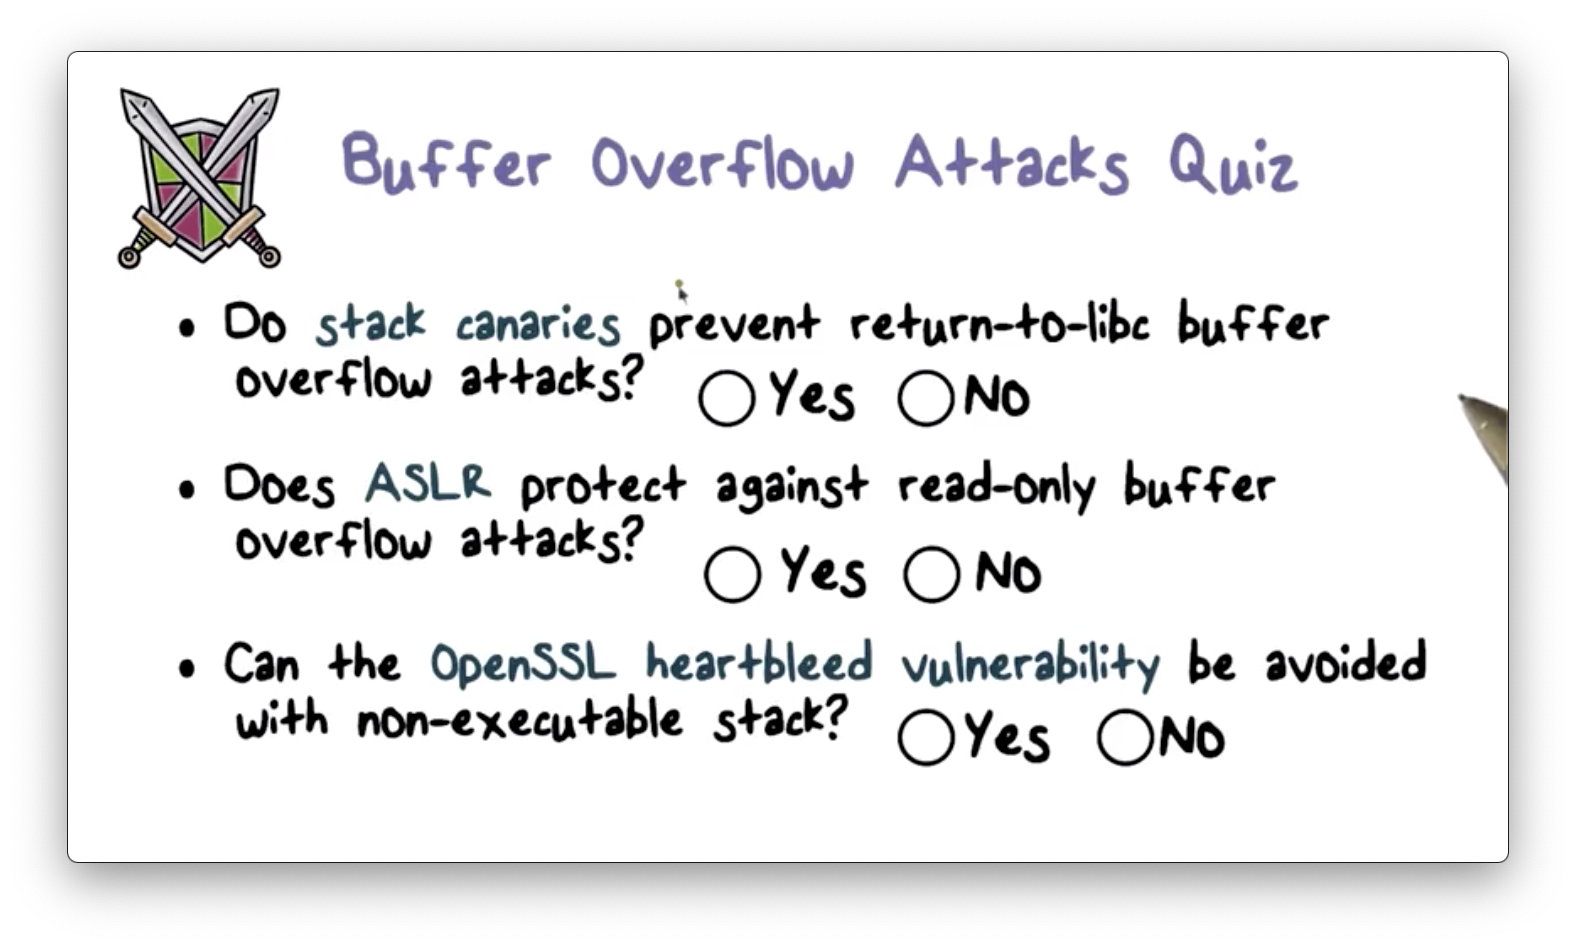 Buffer Overflow Attacks Quiz
• Do stack canaries prevent return-to-libc buffer
overflow attacks? Yes No
• Does ASLR protect against read-only buffer
overflow attacks?
Yes No
• Can the OpenSSL heartbleed vulnerability be avoided
with non-executable stack? Yes No